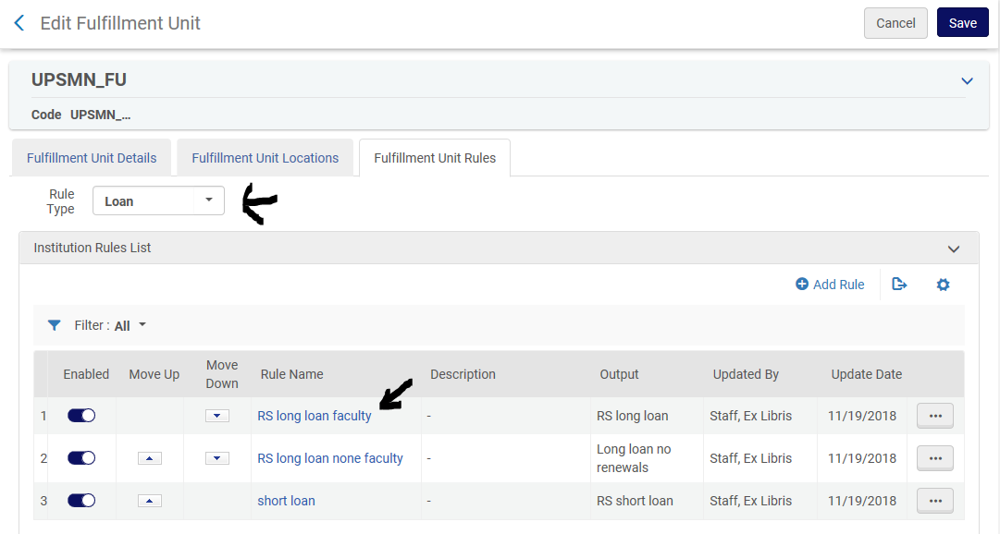 Edit Fulfillment Unit
Cancel
Save
UPSMN_FU
Code UPSMN_...
Fulfillment Unit Details
Fulfillment Unit Locations
Fulfillment Unit Rules
Rule
Type
Loan
Institution Rules List
Add Rule
Filter : All
Enabled Move Up Move
Down Rule Name Description Output Updated By Update Date
1 RS long loan faculty - RS long loan Staff, Ex Libris 11/19/2018
2 RS long loan none faculty - Long loan no
renewals Staff, Ex Libris 11/19/2018
3 short loan - RS short loan Staff, Ex Libris 11/19/2018